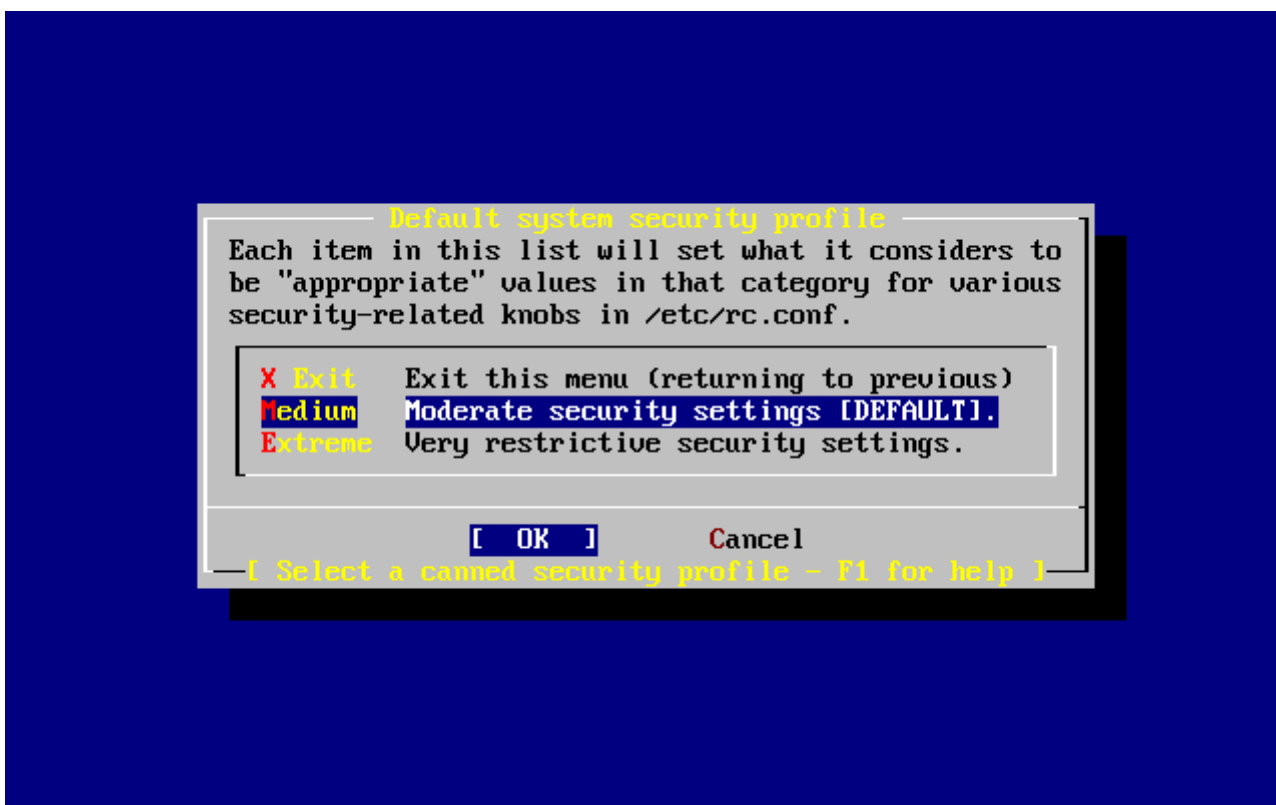 Default system security profile
Each item in this list will set what it considers to
be "appropriate" values in that category for various
security-related knobs in /etc/rc.conf.
X Exit Exit this menu (returning to previous)
Medium Moderate security settings [DEFAULT].
Extreme Very restrictive security settings.
[ OK ] Cancel
[ Select a canned security profile - F1 for help ]